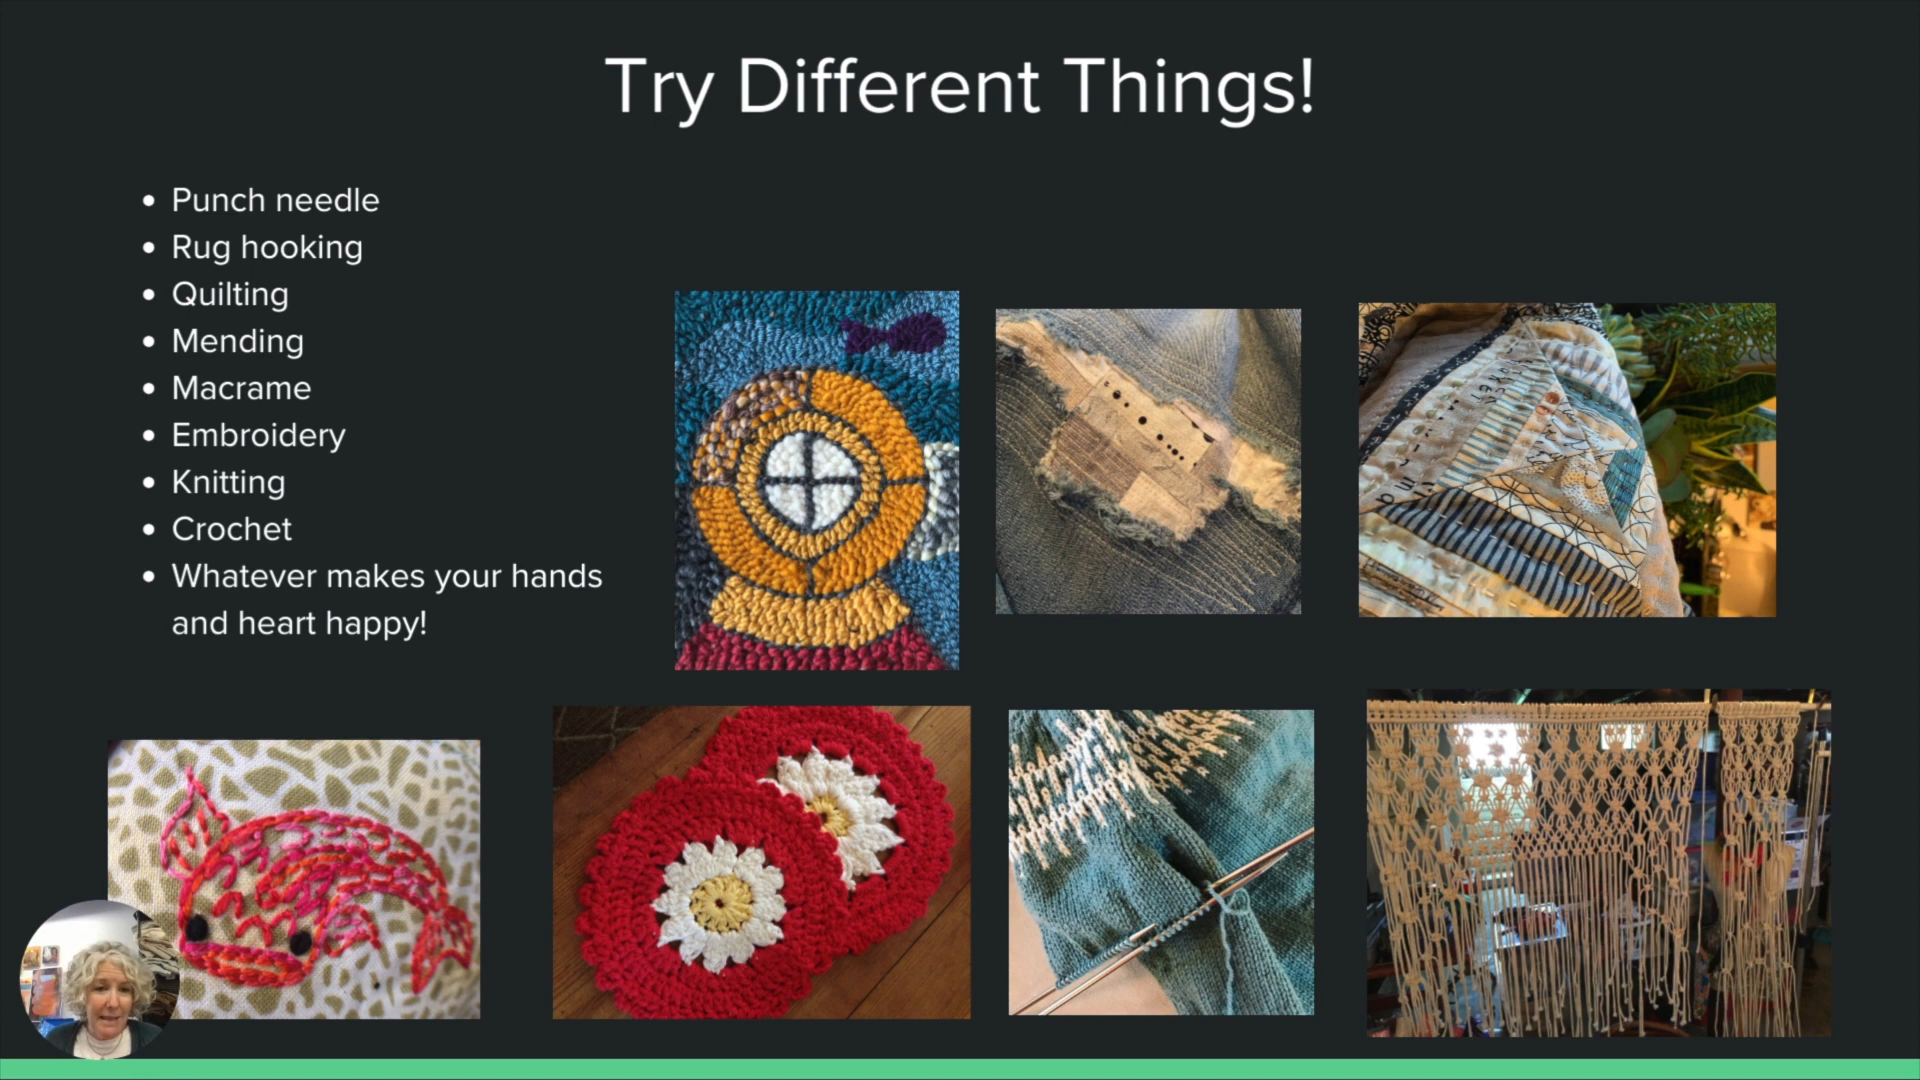 Try Different Things!
• Punch needle
• Rug hooking
• Quilting
• Mending
• Macrame
• Embroidery
• Knitting
• Crochet
• Whatever makes your hands
and heart happy!